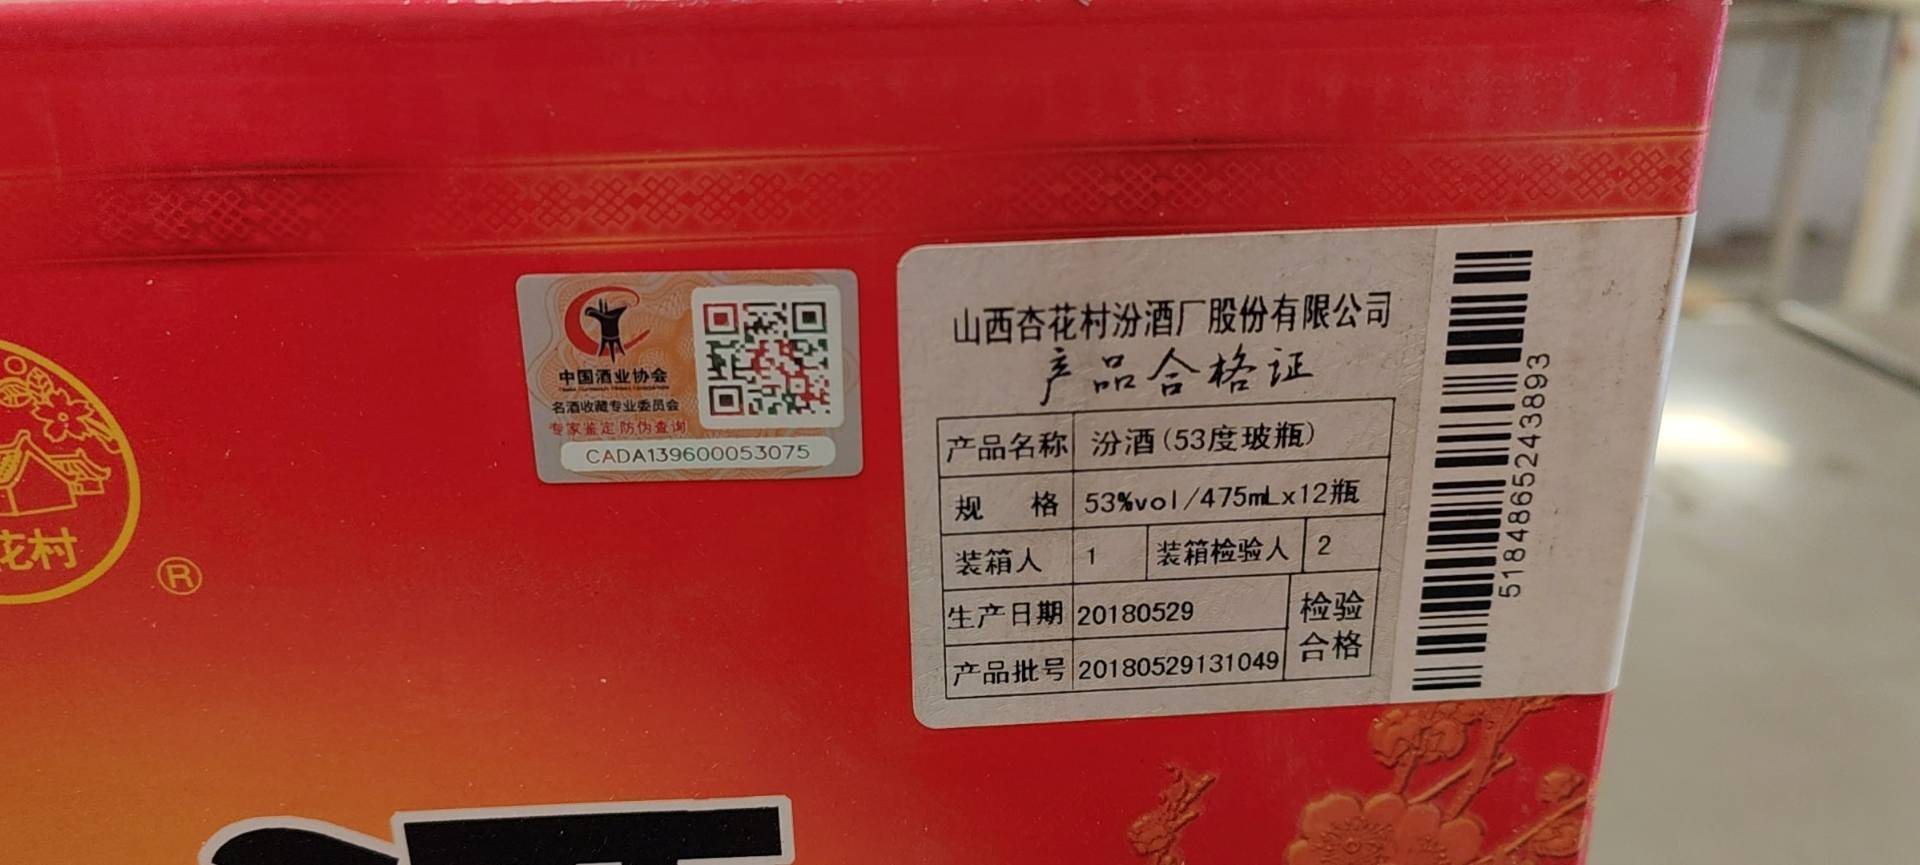 中国酒业协会
名酒收藏专业委员会
专家鉴定 防伪查询
CADA139600053075
花村
®
山西杏花村汾酒厂股份有限公司
产品合格证
产品名称 汾酒(53度玻瓶)
规 格 53%vol/475mLx12瓶
装箱人 1 装箱检验人 2
生产日期 20180529 检验
产品批号 20180529131049 合格
5184865243893